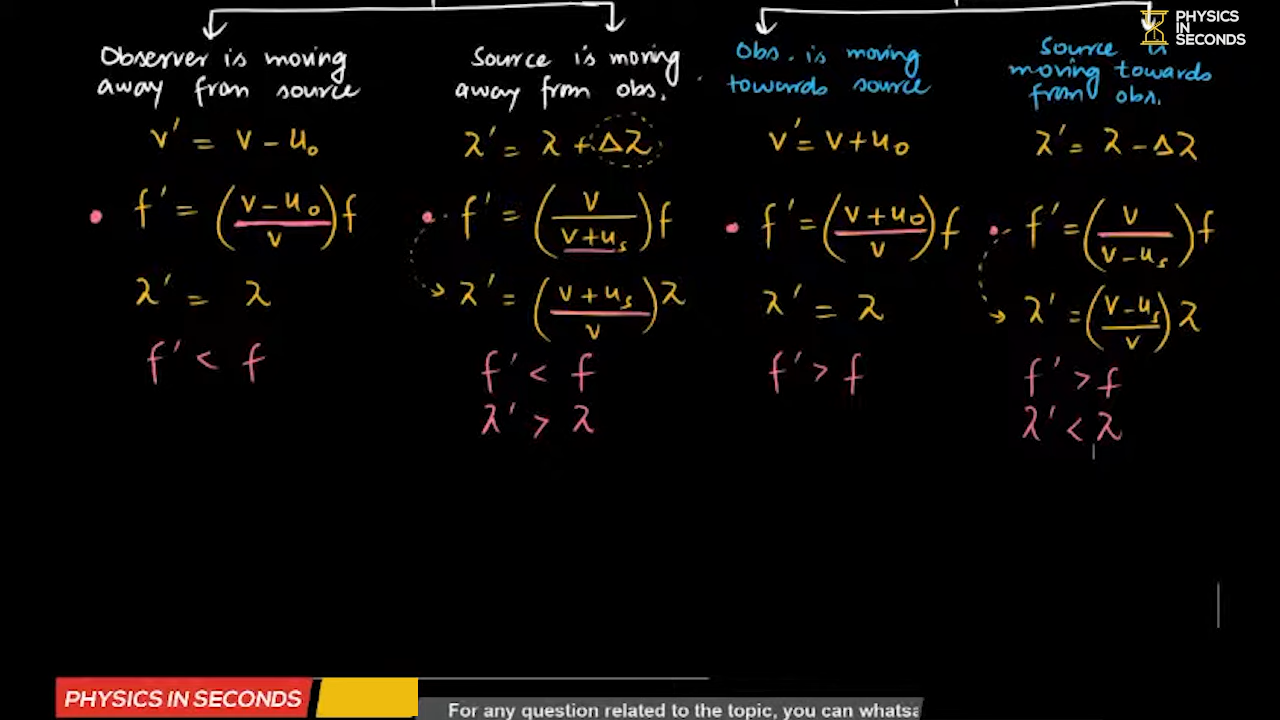 PHYSICS
IN
SECONDS
Observer is moving
away from source
v' = v - u₀
f' = (v - u₀ / v) f
λ' = λ
f' < f
Source is moving
away from obs.
λ' = λ + Δλ
f' = (v / v + uₛ) f
λ' = (v + uₛ / v) λ
f' < f
λ' > λ
Obs. is moving
towards source
v' = v + u₀
f' = (v + u₀ / v) f
λ' = λ
f' > f
Source is
moving towards
from obs.
λ' = λ - Δλ
f' = (v / v - uₛ) f
λ' = (v - uₛ / v) λ
f' > f
λ' < λ
PHYSICS IN SECONDS
For any question related to the topic, you can whatsa